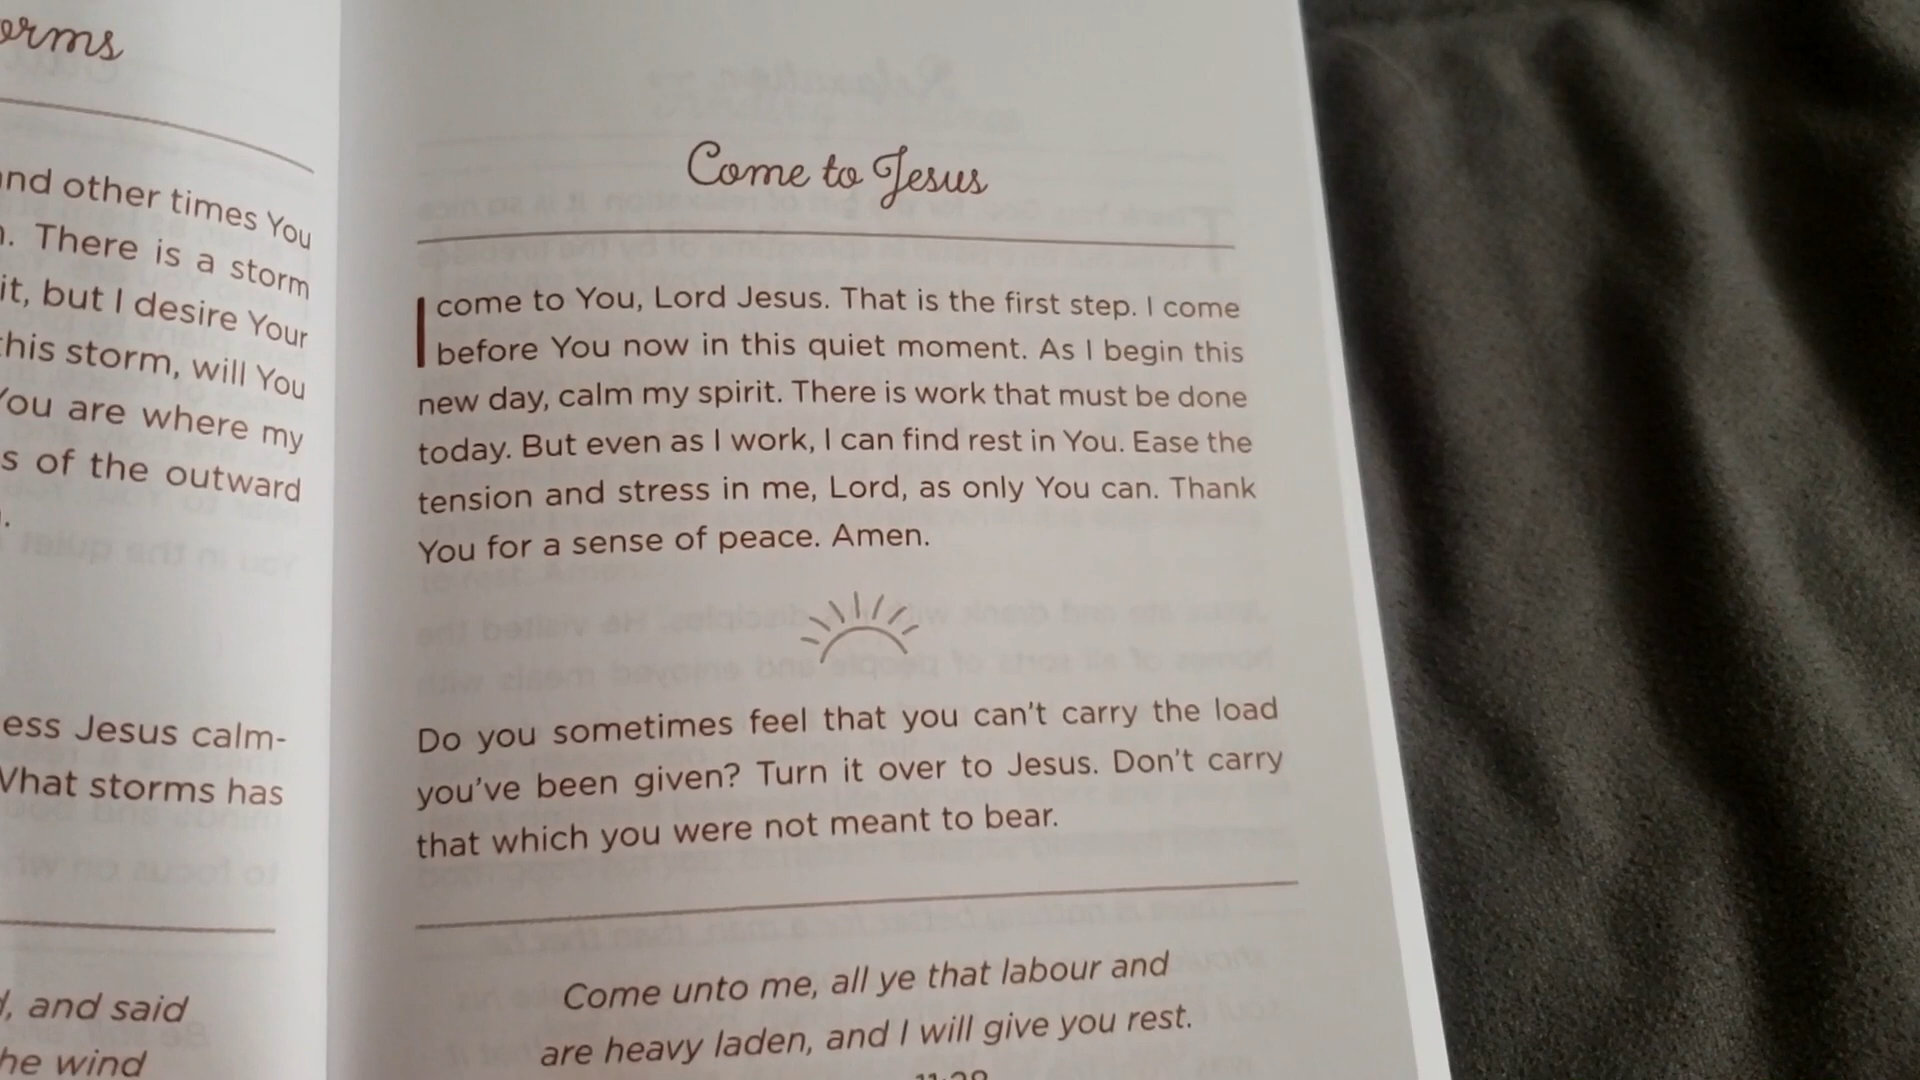 erms
and other times You
. There is a storm
it, but I desire Your
this storm, will You
You are where my
s of the outward
.
ess Jesus calm-
What storms has
, and said
he wind
Come to Jesus
I come to You, Lord Jesus. That is the first step. I come
before You now in this quiet moment. As I begin this
new day, calm my spirit. There is work that must be done
today. But even as I work, I can find rest in You. Ease the
tension and stress in me, Lord, as only You can. Thank
You for a sense of peace. Amen.
Do you sometimes feel that you can't carry the load
you've been given? Turn it over to Jesus. Don't carry
that which you were not meant to bear.
Come unto me, all ye that labour and
are heavy laden, and I will give you rest.